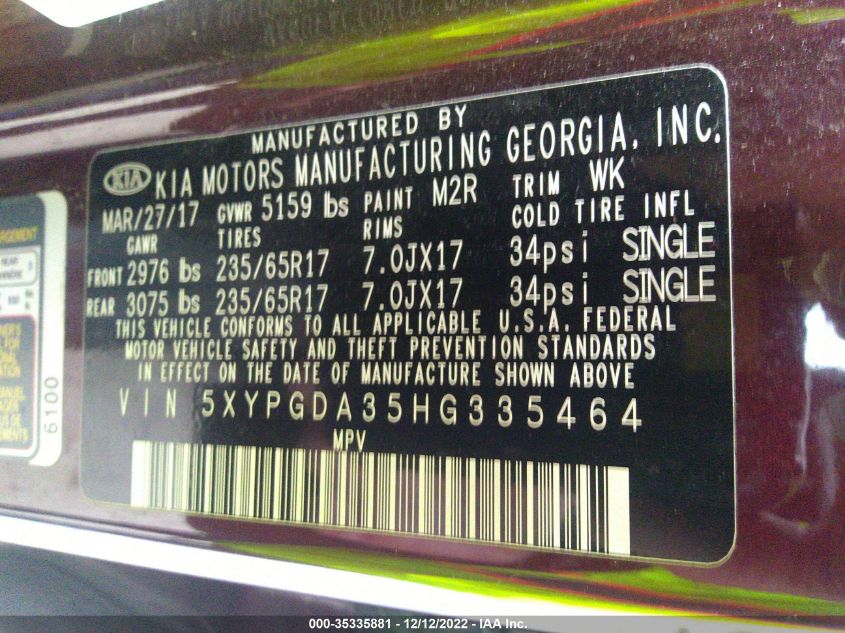 MANUFACTURED BY
KIA KIA MOTORS MANUFACTURING GEORGIA, INC.
MAR/27/17 GVWR 5159 lbs PAINT M2R TRIM WK
GAWR TIRES RIMS COLD TIRE INFL
FRONT 2976 lbs 235/65R17 7.0JX17 34psi SINGLE
REAR 3075 lbs 235/65R17 7.0JX17 34psi SINGLE
THIS VEHICLE CONFORMS TO ALL APPLICABLE U.S.A. FEDERAL
MOTOR VEHICLE SAFETY AND THEFT PREVENTION STANDARDS
IN EFFECT ON THE DATE OF MANUFACTURE SHOWN ABOVE
VIN 5XYPGDA35HG335464
MPV
6100
000-35335881 - 12/12/2022 - IAA Inc.